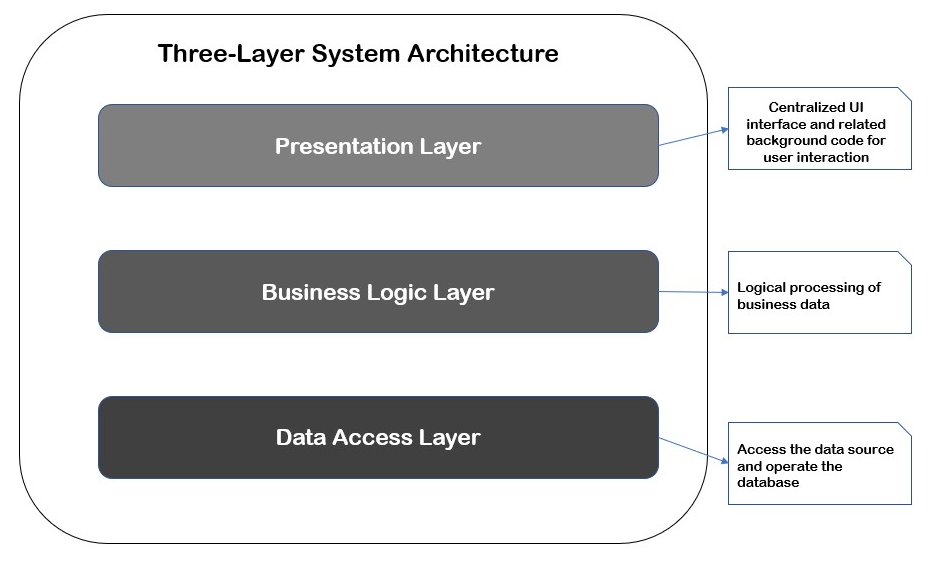 Three-Layer System Architecture
Presentation Layer
Centralized UI
interface and related
background code for
user interaction
Business Logic Layer
Logical processing of
business data
Data Access Layer
Access the data source
and operate the
database